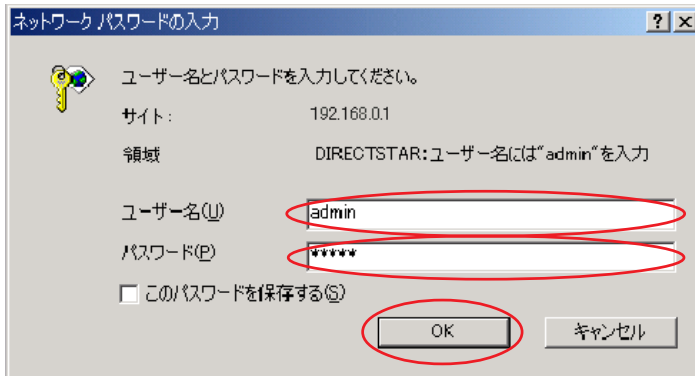 ネットワーク パスワードの入力
ユーザー名とパスワードを入力してください。
サイト: 192.168.0.1
領域 DIRECTSTAR:ユーザー名には"admin"を入力
ユーザー名(U) admin
パスワード(P) *****
このパスワードを保存する(S)
OK キャンセル